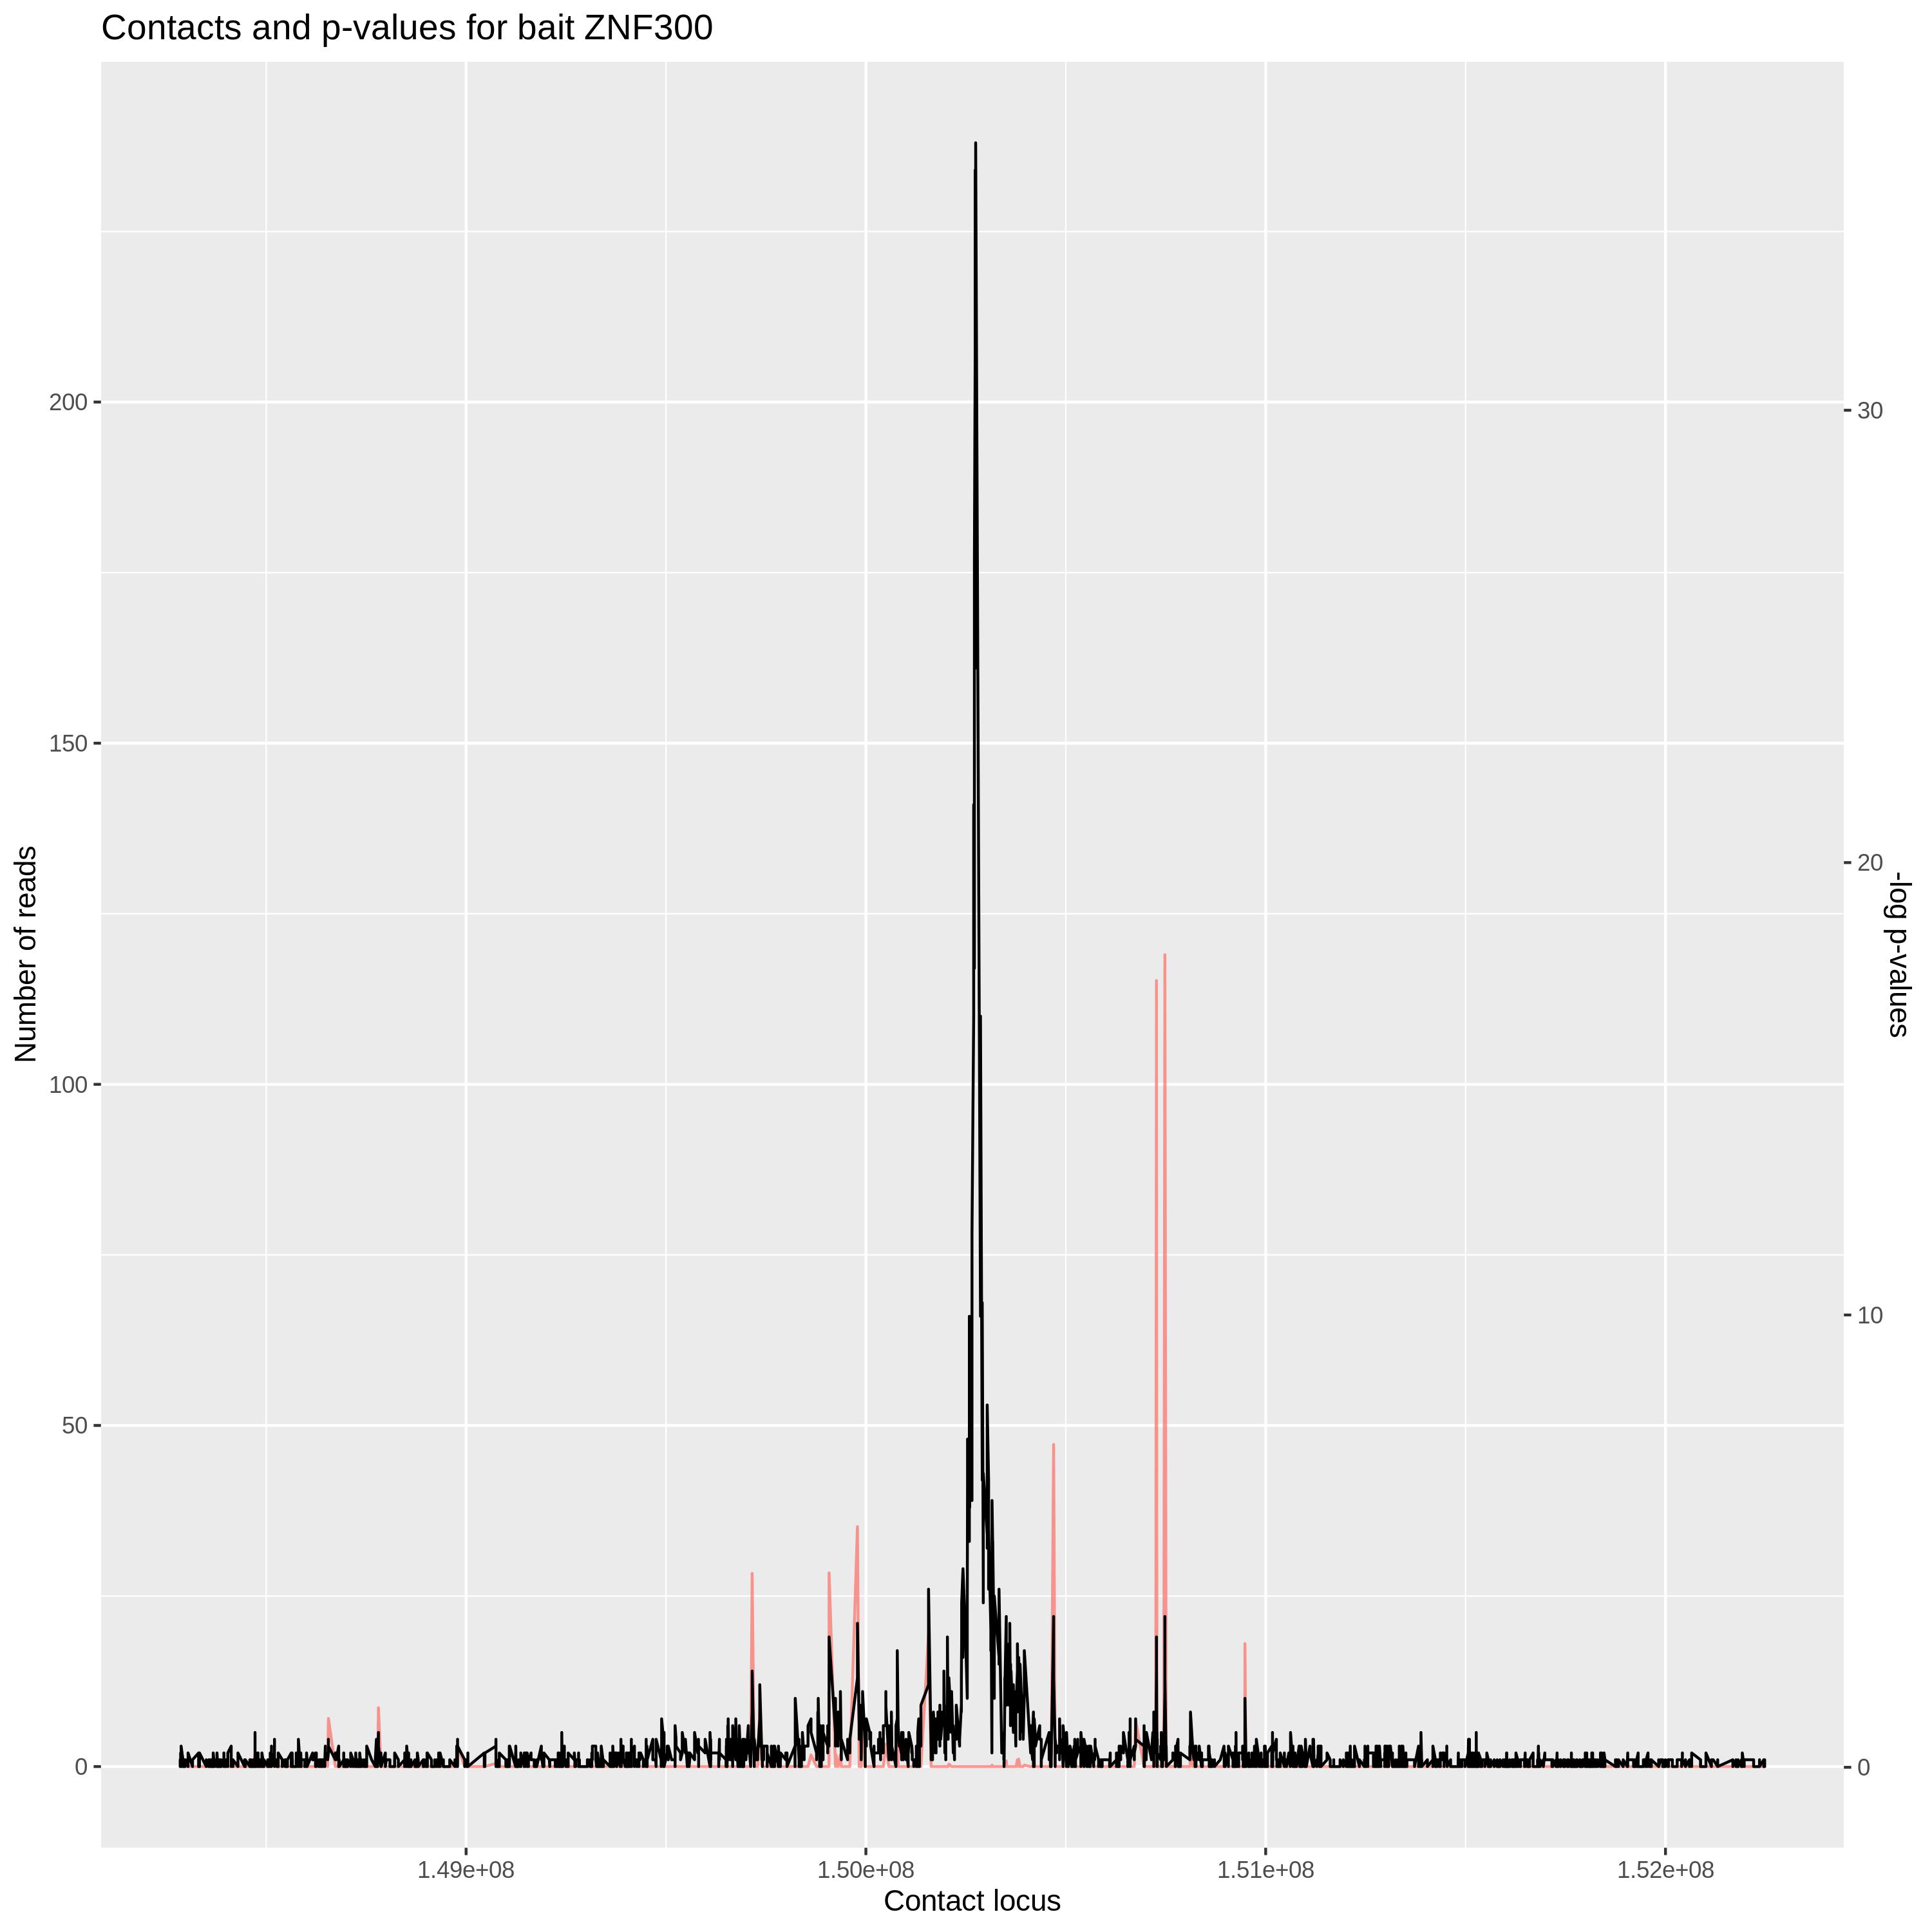 Contacts and p-values for bait ZNF300
Number of reads
200
150
100
50
0
30
20
10
0
-log p-values
1.49e+08
1.50e+08
1.51e+08
1.52e+08
Contact locus